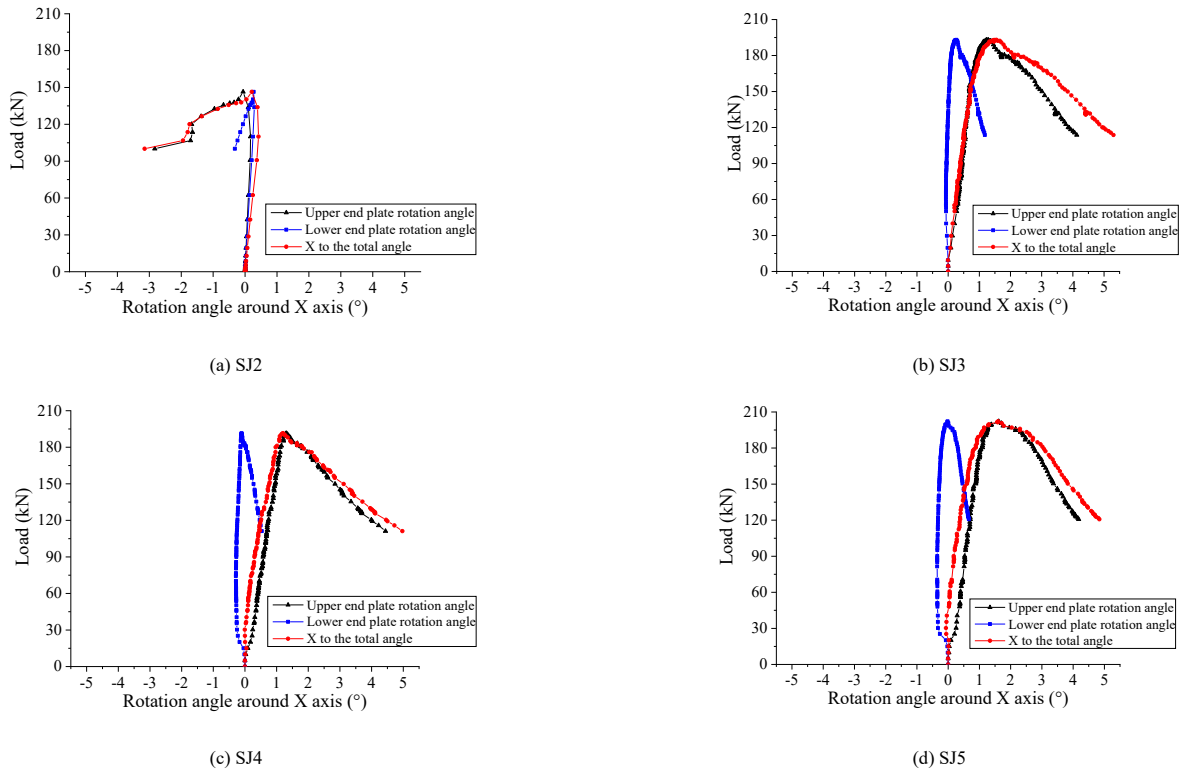 210
180
150
120
90
60
30
0
Load (kN)
Upper end plate rotation angle
Lower end plate rotation angle
X to the total angle
-5 -4 -3 -2 -1 0 1 2 3 4 5
Rotation angle around X axis (°)
(a) SJ2
210
180
150
120
90
60
30
0
Load (kN)
Upper end plate rotation angle
Lower end plate rotation angle
X to the total angle
-5 -4 -3 -2 -1 0 1 2 3 4 5
Rotation angle around X axis (°)
(b) SJ3
210
180
150
120
90
60
30
0
Load (kN)
Upper end plate rotation angle
Lower end plate rotation angle
X to the total angle
-5 -4 -3 -2 -1 0 1 2 3 4 5
Rotation angle around X axis (°)
(c) SJ4
210
180
150
120
90
60
30
0
Load (kN)
Upper end plate rotation angle
Lower end plate rotation angle
X to the total angle
-5 -4 -3 -2 -1 0 1 2 3 4 5
Rotation angle around X axis (°)
(d) SJ5